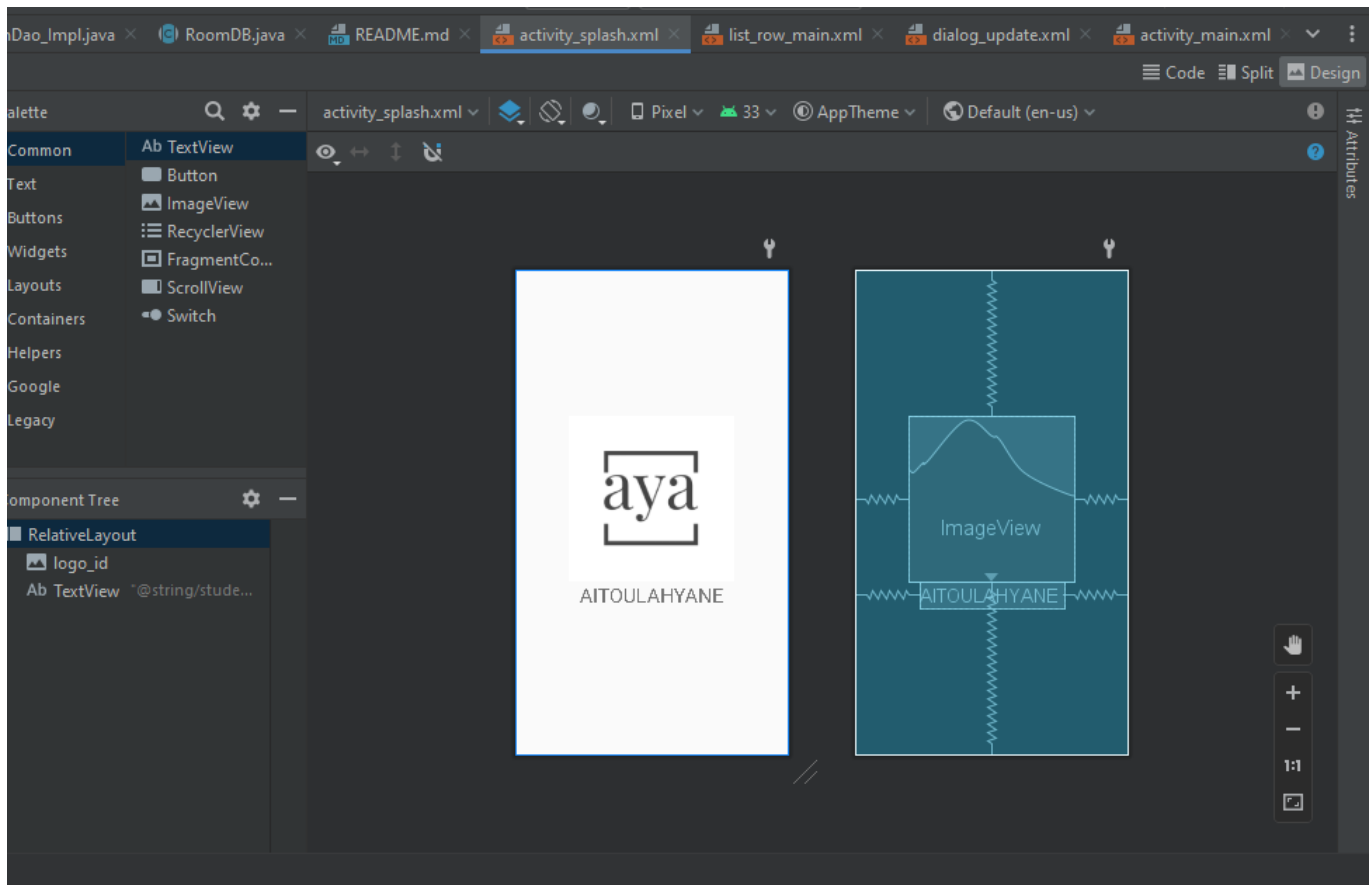 nDao_Impl.java RoomDB.java README.md activity_splash.xml list_row_main.xml dialog_update.xml activity_main.xml
Code Split Design
alette
activity_splash.xml Pixel 33 AppTheme Default (en-us)
Common
Text
Buttons
Widgets
Layouts
Containers
Helpers
Google
Legacy
Ab TextView
Button
ImageView
RecyclerView
FragmentCo...
ScrollView
Switch
Attributes
omponent Tree
RelativeLayout
logo_id
Ab TextView "@string/stude...
aya
AITOULAHYANE
ImageView
AITOULAHYANE
1:1